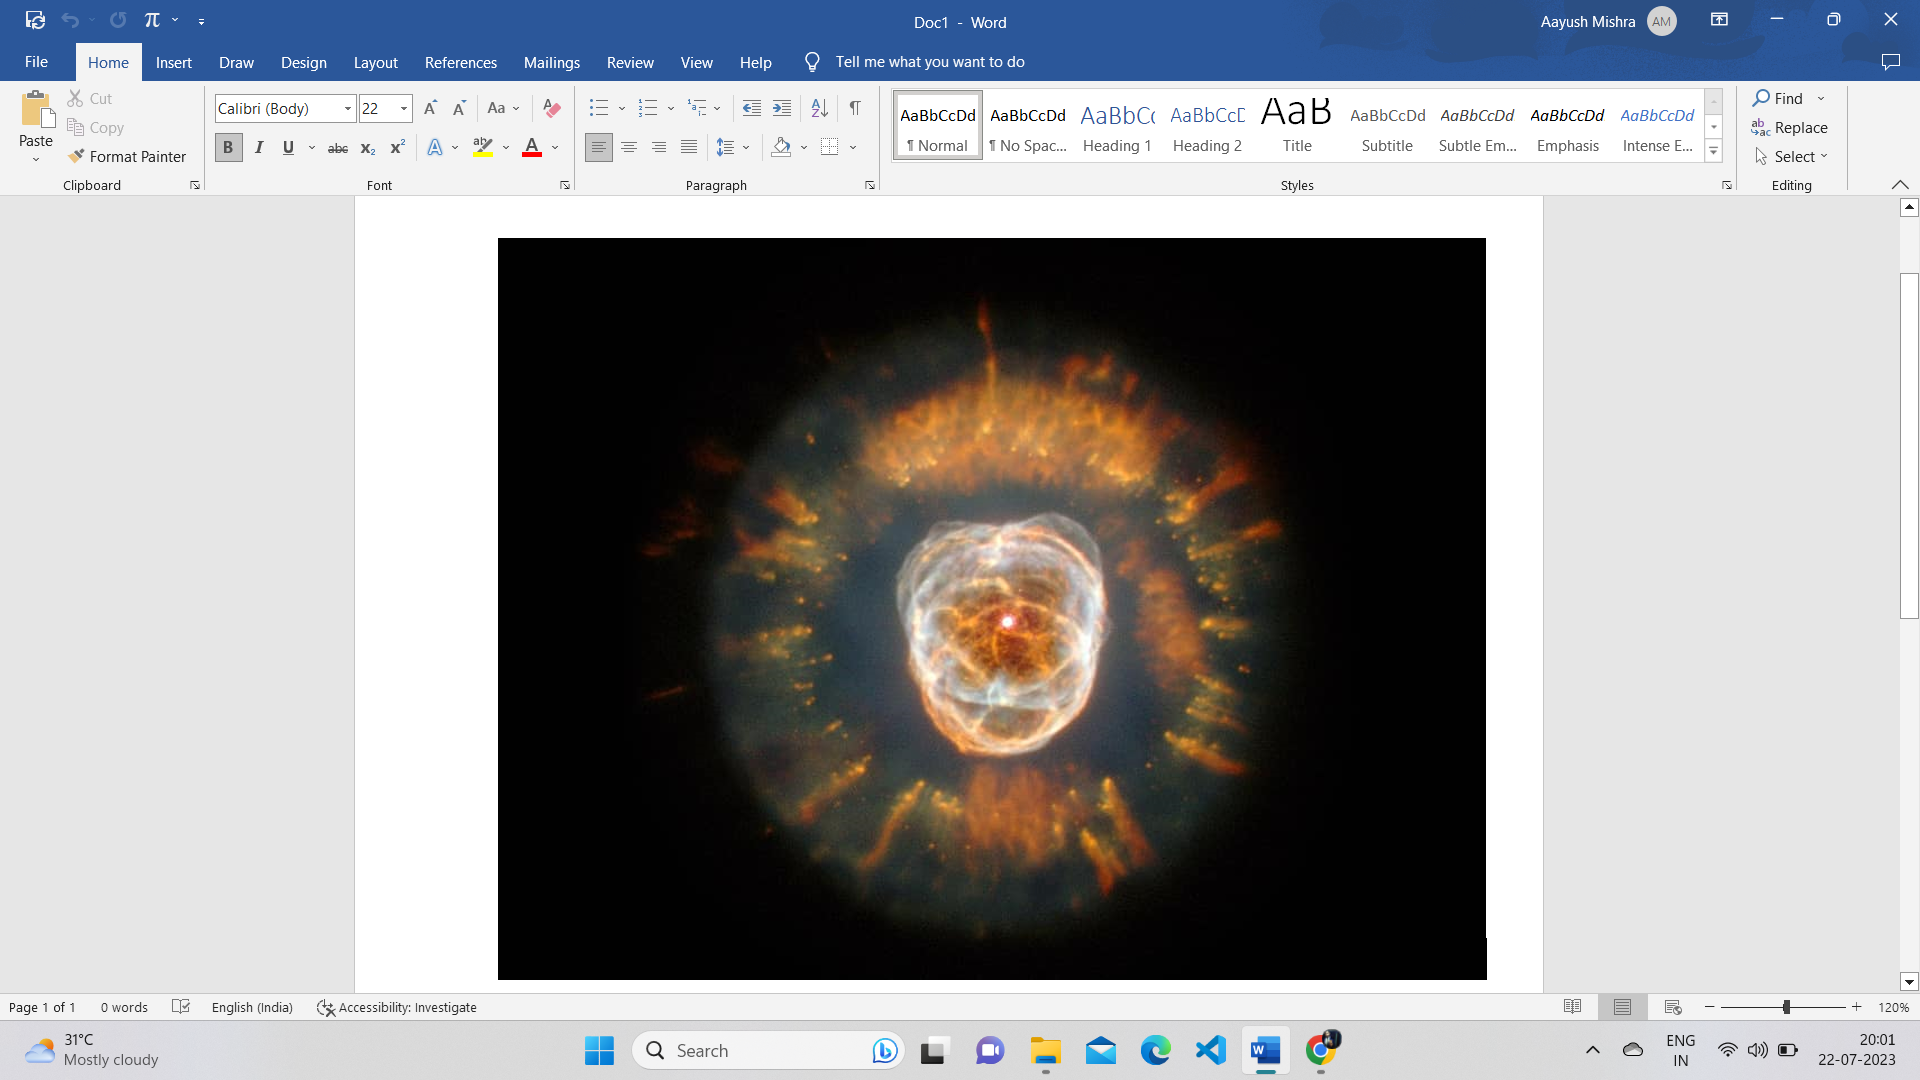 Doc1 - Word
Aayush Mishra AM
File Home Insert Draw Design Layout References Mailings Review View Help Tell me what you want to do
Paste
Cut
Copy
Format Painter
Clipboard
Calibri (Body) 22
Aa
B I U abc x₂ x² A ab A
Font
Paragraph
AaBbCcDd AaBbCcDd AaBbCc AaBbCcD AaB AaBbCcDd AaBbCcDd AaBbCcDd AaBbCcDd
¶ Normal ¶ No Spac... Heading 1 Heading 2 Title Subtitle Subtle Em... Emphasis Intense E...
Styles
Find
Replace
Select
Editing
Page 1 of 1 0 words English (India) Accessibility: Investigate 120%
31°C
Mostly cloudy
Search
ENG
IN
20:01
22-07-2023